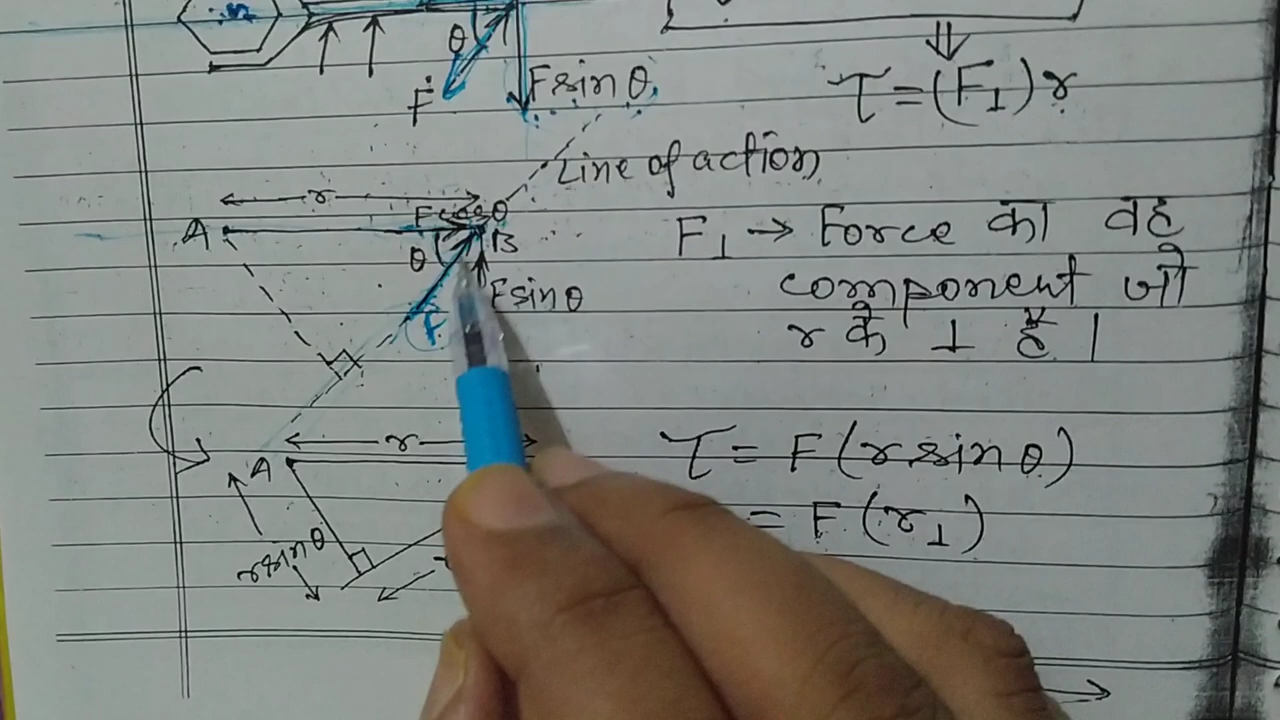 θ
F
F sin θ
τ = (F⊥) r
Line of action
r
A
F cos θ
B
θ
F sin θ
F
F⊥ → Force का वह
component जो
r के ⊥ है।
r
A
r sin θ
τ = F (r sin θ)
= F (r⊥)